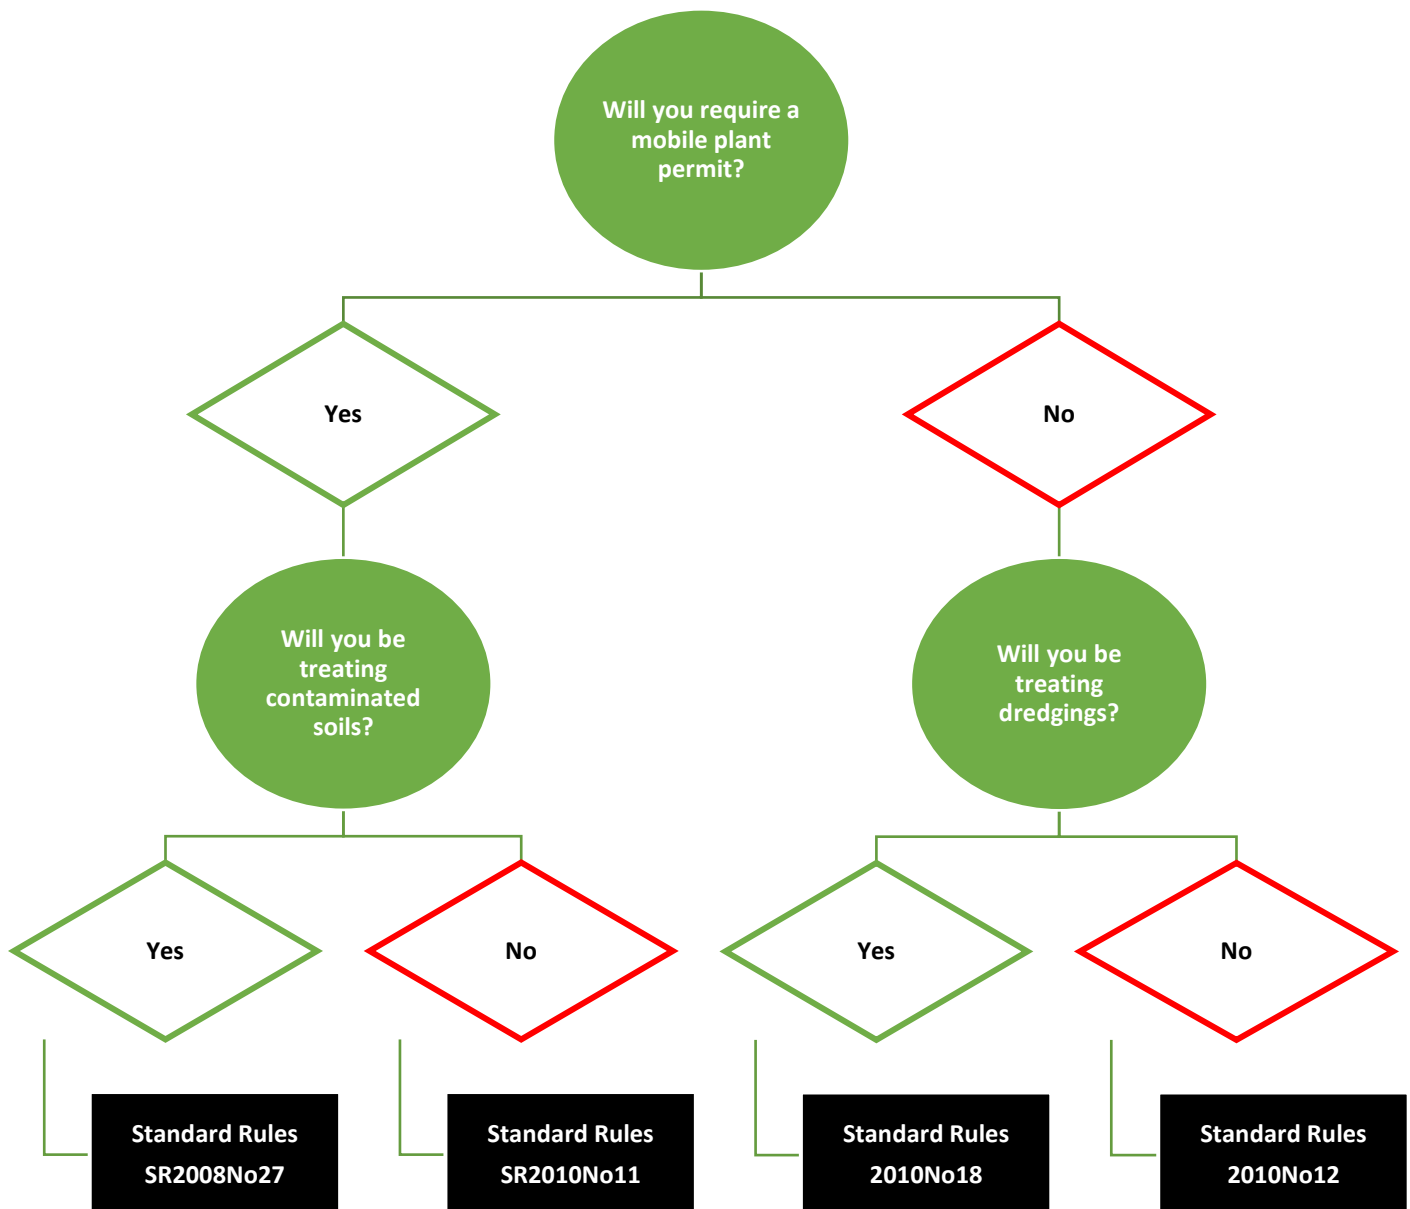 Will you require a
mobile plant
permit?
Yes
No
Will you be
treating
contaminated
soils?
Will you be
treating
dredgings?
Yes
No
Yes
No
Standard Rules
SR2008No27
Standard Rules
SR2010No11
Standard Rules
2010No18
Standard Rules
2010No12